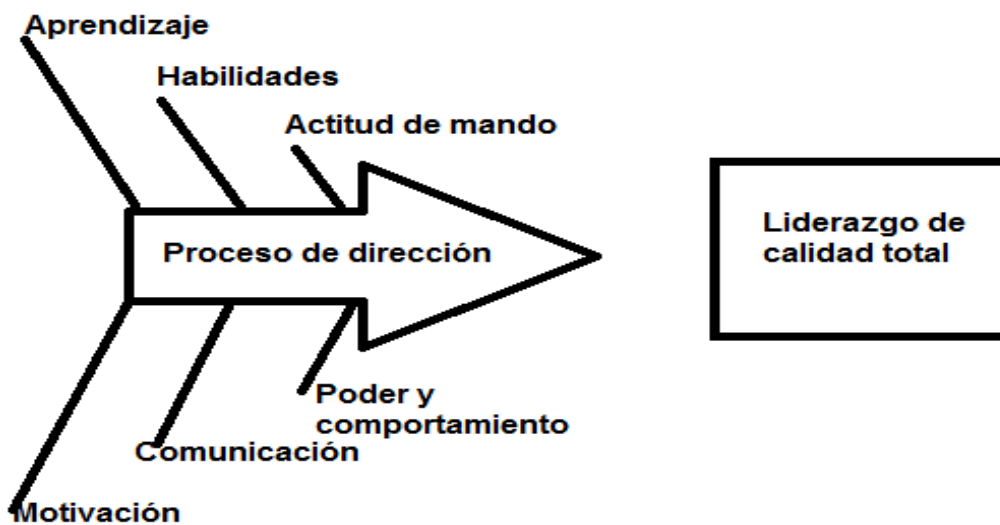 Aprendizaje
Habilidades
Actitud de mando
Proceso de dirección
Liderazgo de
calidad total
Poder y
comportamiento
Comunicación
Motivación